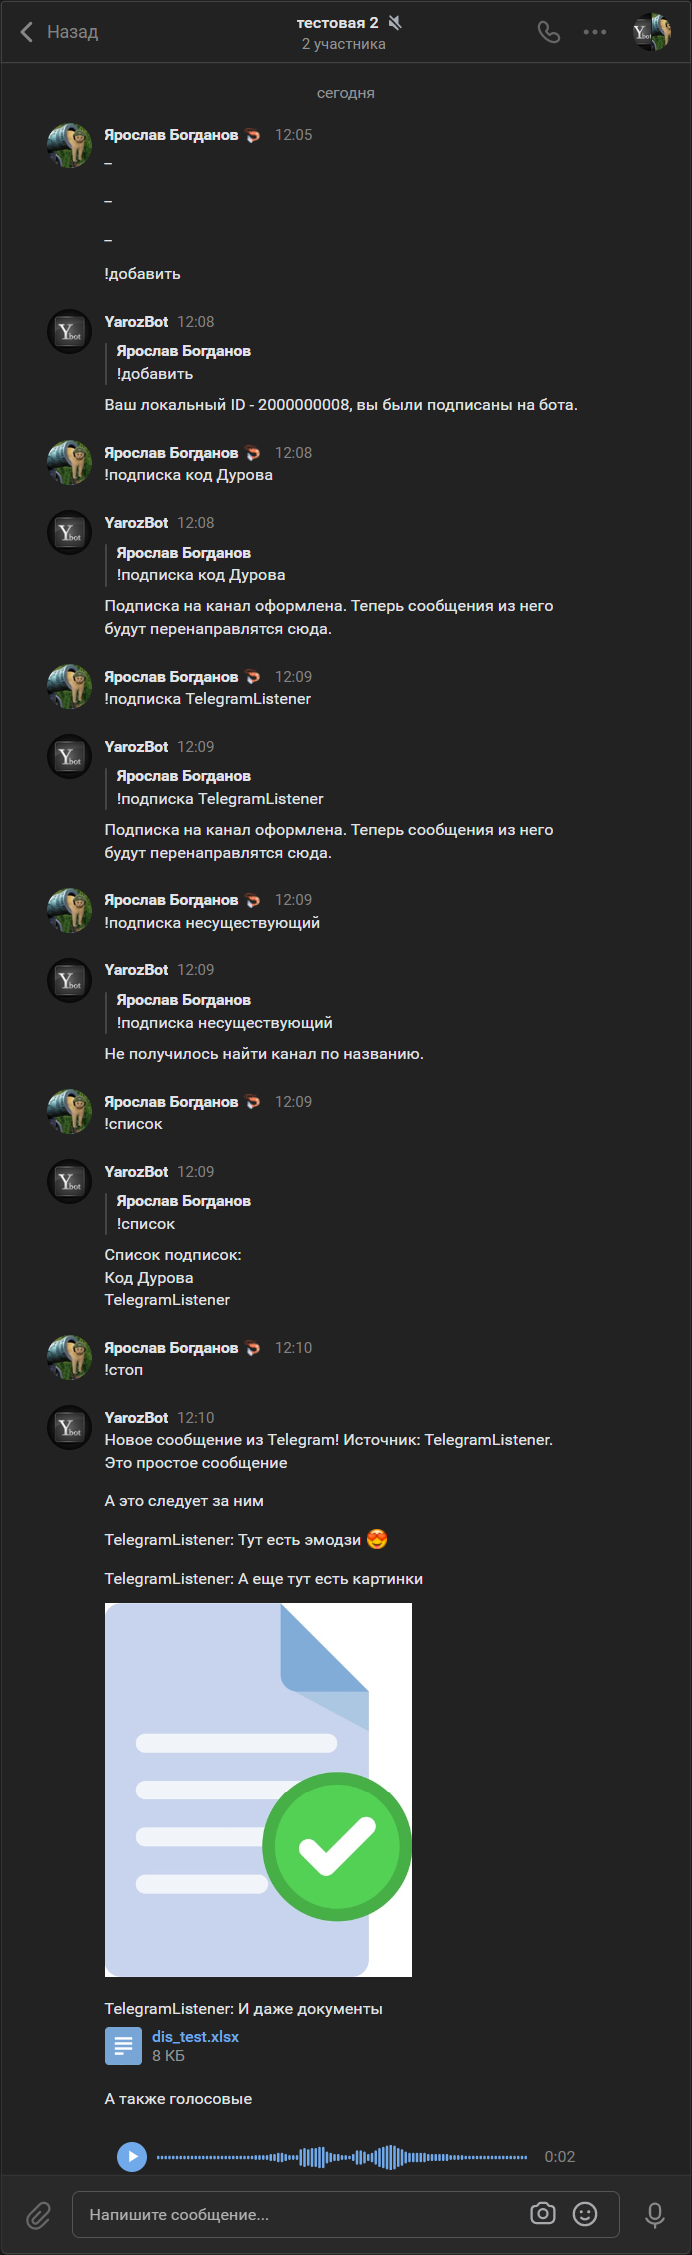 Назад
тестовая 2
2 участника
Ybot
сегодня
Ярослав Богданов 12:05
–
–
–
!добавить
Ybot
YarozBot 12:08
Ярослав Богданов
!добавить
Ваш локальный ID - 2000000008, вы были подписаны на бота.
Ярослав Богданов 12:08
!подписка код Дурова
Ybot
YarozBot 12:08
Ярослав Богданов
!подписка код Дурова
Подписка на канал оформлена. Теперь сообщения из него
будут перенаправлятся сюда.
Ярослав Богданов 12:09
!подписка TelegramListener
Ybot
YarozBot 12:09
Ярослав Богданов
!подписка TelegramListener
Подписка на канал оформлена. Теперь сообщения из него
будут перенаправлятся сюда.
Ярослав Богданов 12:09
!подписка несуществующий
Ybot
YarozBot 12:09
Ярослав Богданов
!подписка несуществующий
Не получилось найти канал по названию.
Ярослав Богданов 12:09
!список
Ybot
YarozBot 12:09
Ярослав Богданов
!список
Список подписок:
Код Дурова
TelegramListener
Ярослав Богданов 12:10
!стоп
Ybot
YarozBot 12:10
Новое сообщение из Telegram! Источник: TelegramListener.
Это простое сообщение
А это следует за ним
TelegramListener: Тут есть эмодзи 😍
TelegramListener: А еще тут есть картинки
TelegramListener: И даже документы
dis_test.xlsx
8 КБ
А также голосовые
0:02
Напишите сообщение...